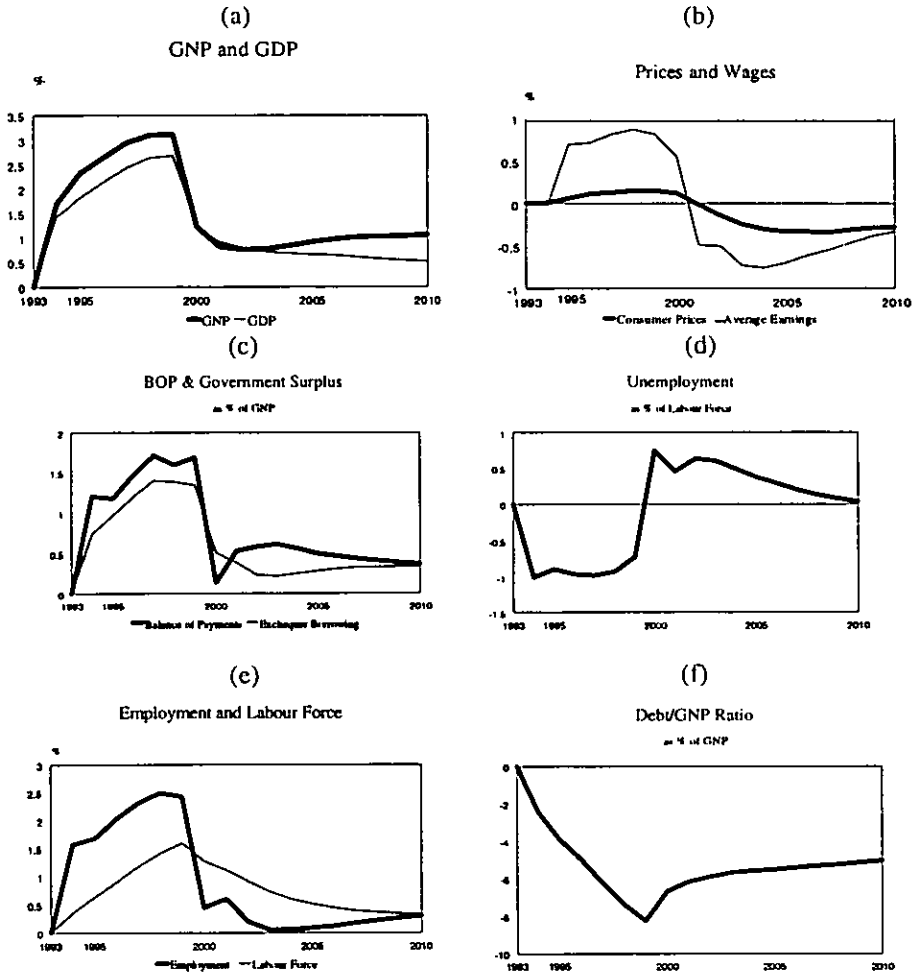 (a)
GNP and GDP
%
3.5
3
2.5
2
1.5
1
0.5
0
1993 1995 2000 2005 2010
GNP GDP
(b)
Prices and Wages
%
1
0.5
0
-0.5
-1
1993 1995 2000 2005 2010
Consumer Prices Average Earnings
(c)
BOP & Government Surplus
as % of GNP
2
1.5
1
0.5
0
1993 1995 2000 2005 2010
Balance of Payments Exchequer Borrowing
(d)
Unemployment
as % of Labour Force
1
0.5
0
-0.5
-1
-1.5
1993 1995 2000 2005 2010
(e)
Employment and Labour Force
%
3
2.5
2
1.5
1
0.5
0
1993 1995 2000 2005 2010
Employment Labour Force
(f)
Debt/GNP Ratio
as % of GNP
0
-2
-4
-6
-8
-10
1993 1995 2000 2005 2010